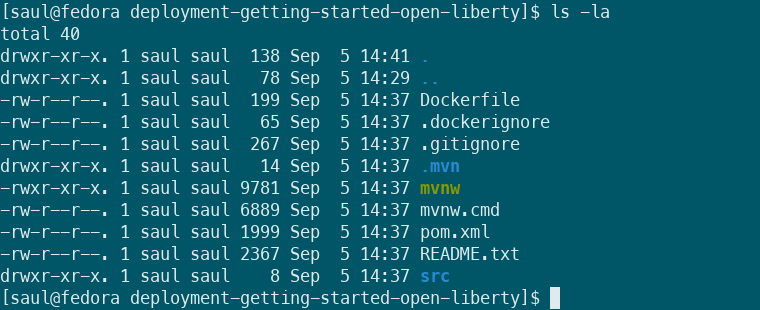 [saul@fedora deployment-getting-started-open-liberty]$ ls -la
total 40
drwxr-xr-x. 1 saul saul  138 Sep  5 14:41 .
drwxr-xr-x. 1 saul saul   78 Sep  5 14:29 ..
-rw-r--r--. 1 saul saul  199 Sep  5 14:37 Dockerfile
-rw-r--r--. 1 saul saul   65 Sep  5 14:37 .dockerignore
-rw-r--r--. 1 saul saul  267 Sep  5 14:37 .gitignore
drwxr-xr-x. 1 saul saul   14 Sep  5 14:37 .mvn
-rwxr-xr-x. 1 saul saul 9781 Sep  5 14:37 mvnw
-rw-r--r--. 1 saul saul 6889 Sep  5 14:37 mvnw.cmd
-rw-r--r--. 1 saul saul 1999 Sep  5 14:37 pom.xml
-rw-r--r--. 1 saul saul 2367 Sep  5 14:37 README.txt
drwxr-xr-x. 1 saul saul    8 Sep  5 14:37 src
[saul@fedora deployment-getting-started-open-liberty]$